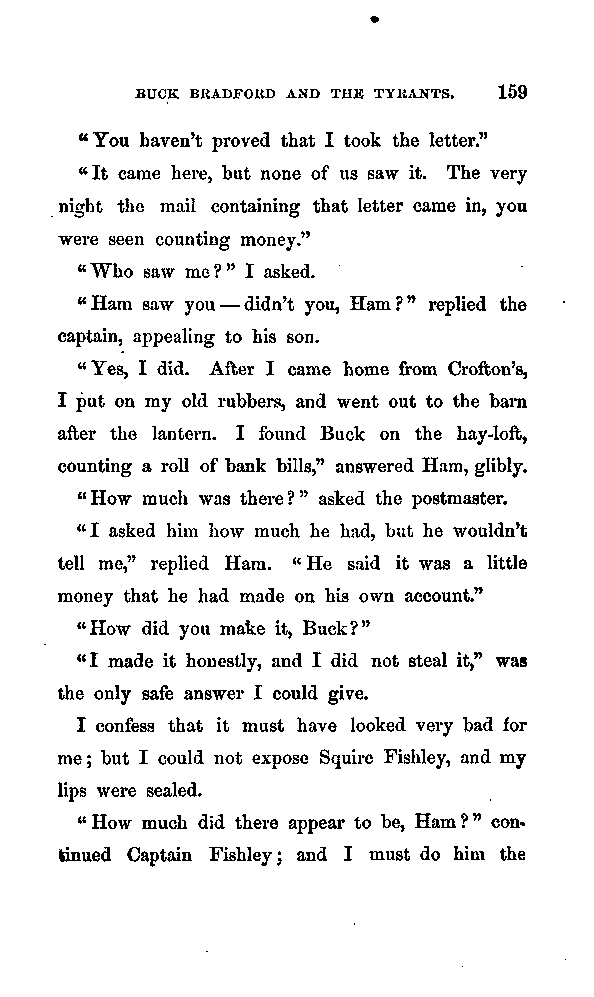 BUCK BRADFORD AND THE TYRANTS. 159
“You haven’t proved that I took the letter.”
“It came here, but none of us saw it. The very
night the mail containing that letter came in, you
were seen counting money.”
“Who saw me?” I asked.
“Ham saw you — didn’t you, Ham?” replied the
captain, appealing to his son.
“Yes, I did. After I came home from Crofton’s,
I put on my old rubbers, and went out to the barn
after the lantern. I found Buck on the hay-loft,
counting a roll of bank bills,” answered Ham, glibly.
“How much was there?” asked the postmaster.
“I asked him how much he had, but he wouldn’t
tell me,” replied Ham. “He said it was a little
money that he had made on his own account.”
“How did you make it, Buck?”
“I made it honestly, and I did not steal it,” was
the only safe answer I could give.
I confess that it must have looked very bad for
me; but I could not expose Squire Fishley, and my
lips were sealed.
“How much did there appear to be, Ham?” con-
tinued Captain Fishley; and I must do him the